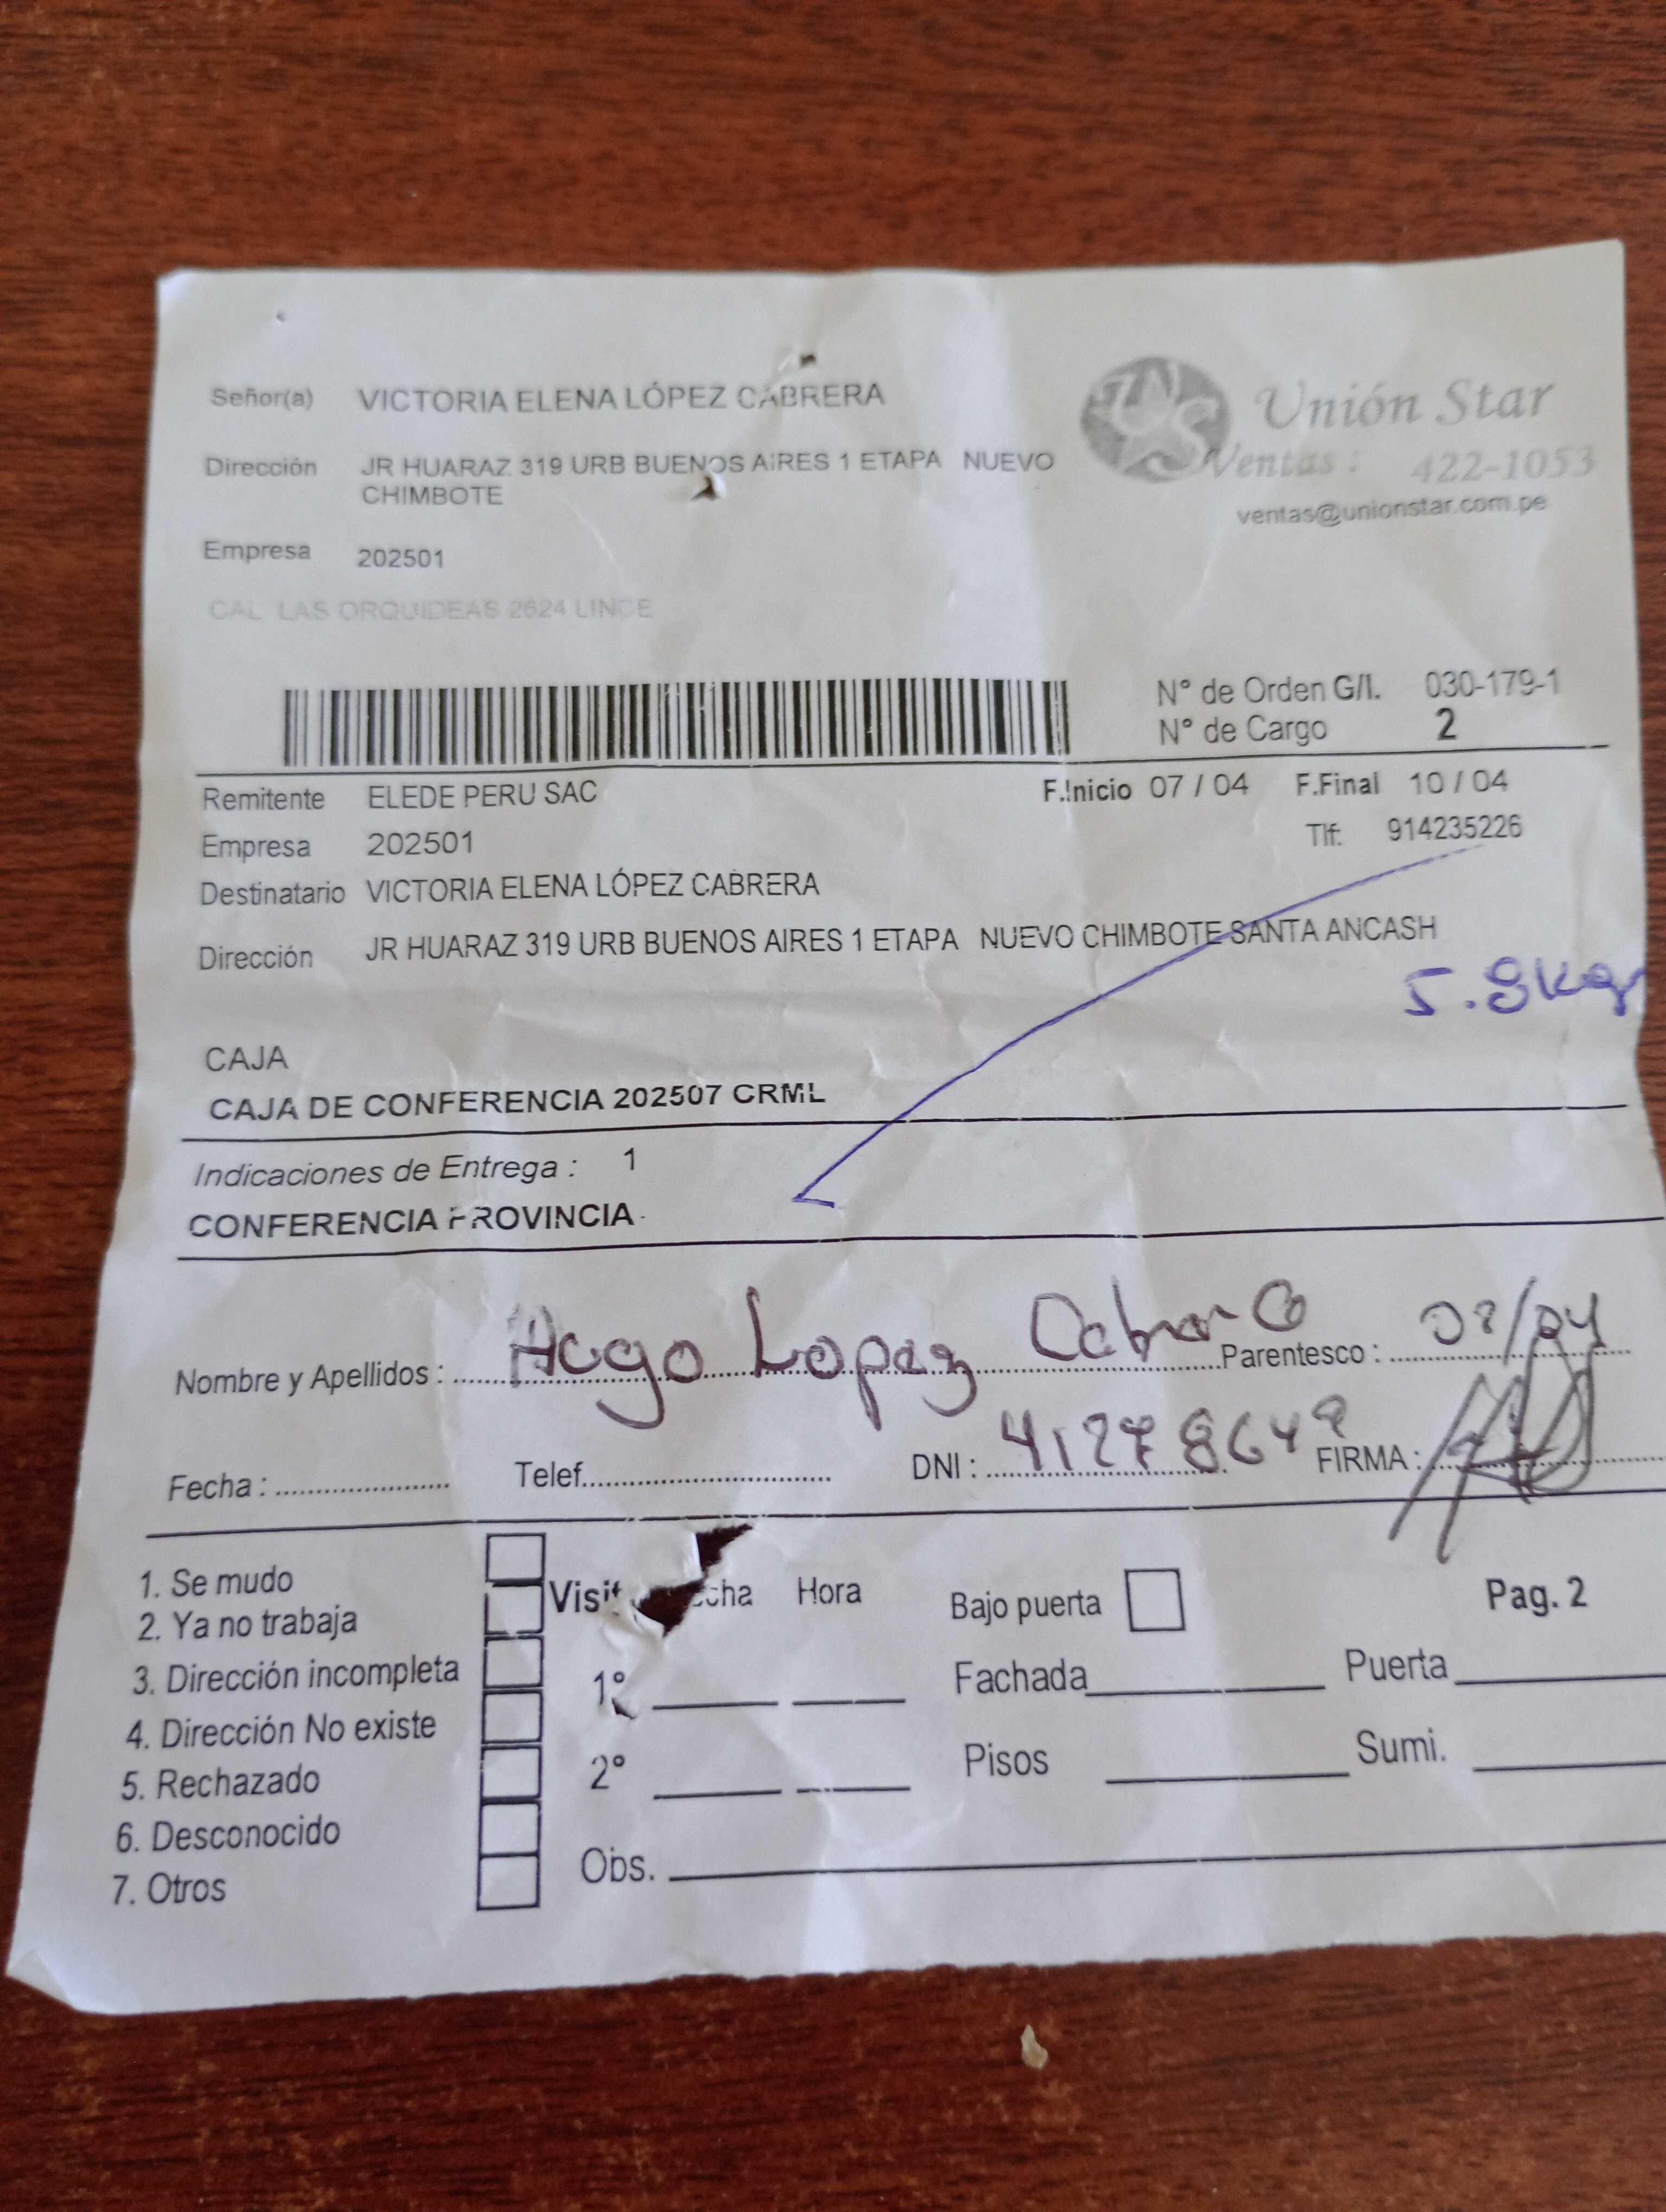 Señor(a) VICTORIA ELENA LÓPEZ CABRERA
Dirección JR HUARAZ 319 URB BUENOS AIRES 1 ETAPA NUEVO
CHIMBOTE
Empresa 202501
CAL LAS ORQUIDEAS 2624 LINCE
Unión Star
Ventas : 422-1053
ventas@unionstar.com.pe
N° de Orden G/I. 030-179-1
N° de Cargo 2
Remitente ELEDE PERU SAC F.Inicio 07 / 04 F.Final 10 / 04
Empresa 202501 Tlf: 914235226
Destinatario VICTORIA ELENA LÓPEZ CABRERA
Dirección JR HUARAZ 319 URB BUENOS AIRES 1 ETAPA NUEVO CHIMBOTE SANTA ANCASH
5.8kg
CAJA
CAJA DE CONFERENCIA 202507 CRML
Indicaciones de Entrega : 1
CONFERENCIA PROVINCIA
Nombre y Apellidos : Hugo Lopez Parentesco :
Fecha : Telef. DNI : FIRMA :
1. Se mudo
2. Ya no trabaja
3. Dirección incompleta
4. Dirección No existe
5. Rechazado
6. Desconocido
7. Otros
Hora
1°
2°
Obs.
Bajo puerta Pag. 2
Fachada Puerta
Pisos Sumi.